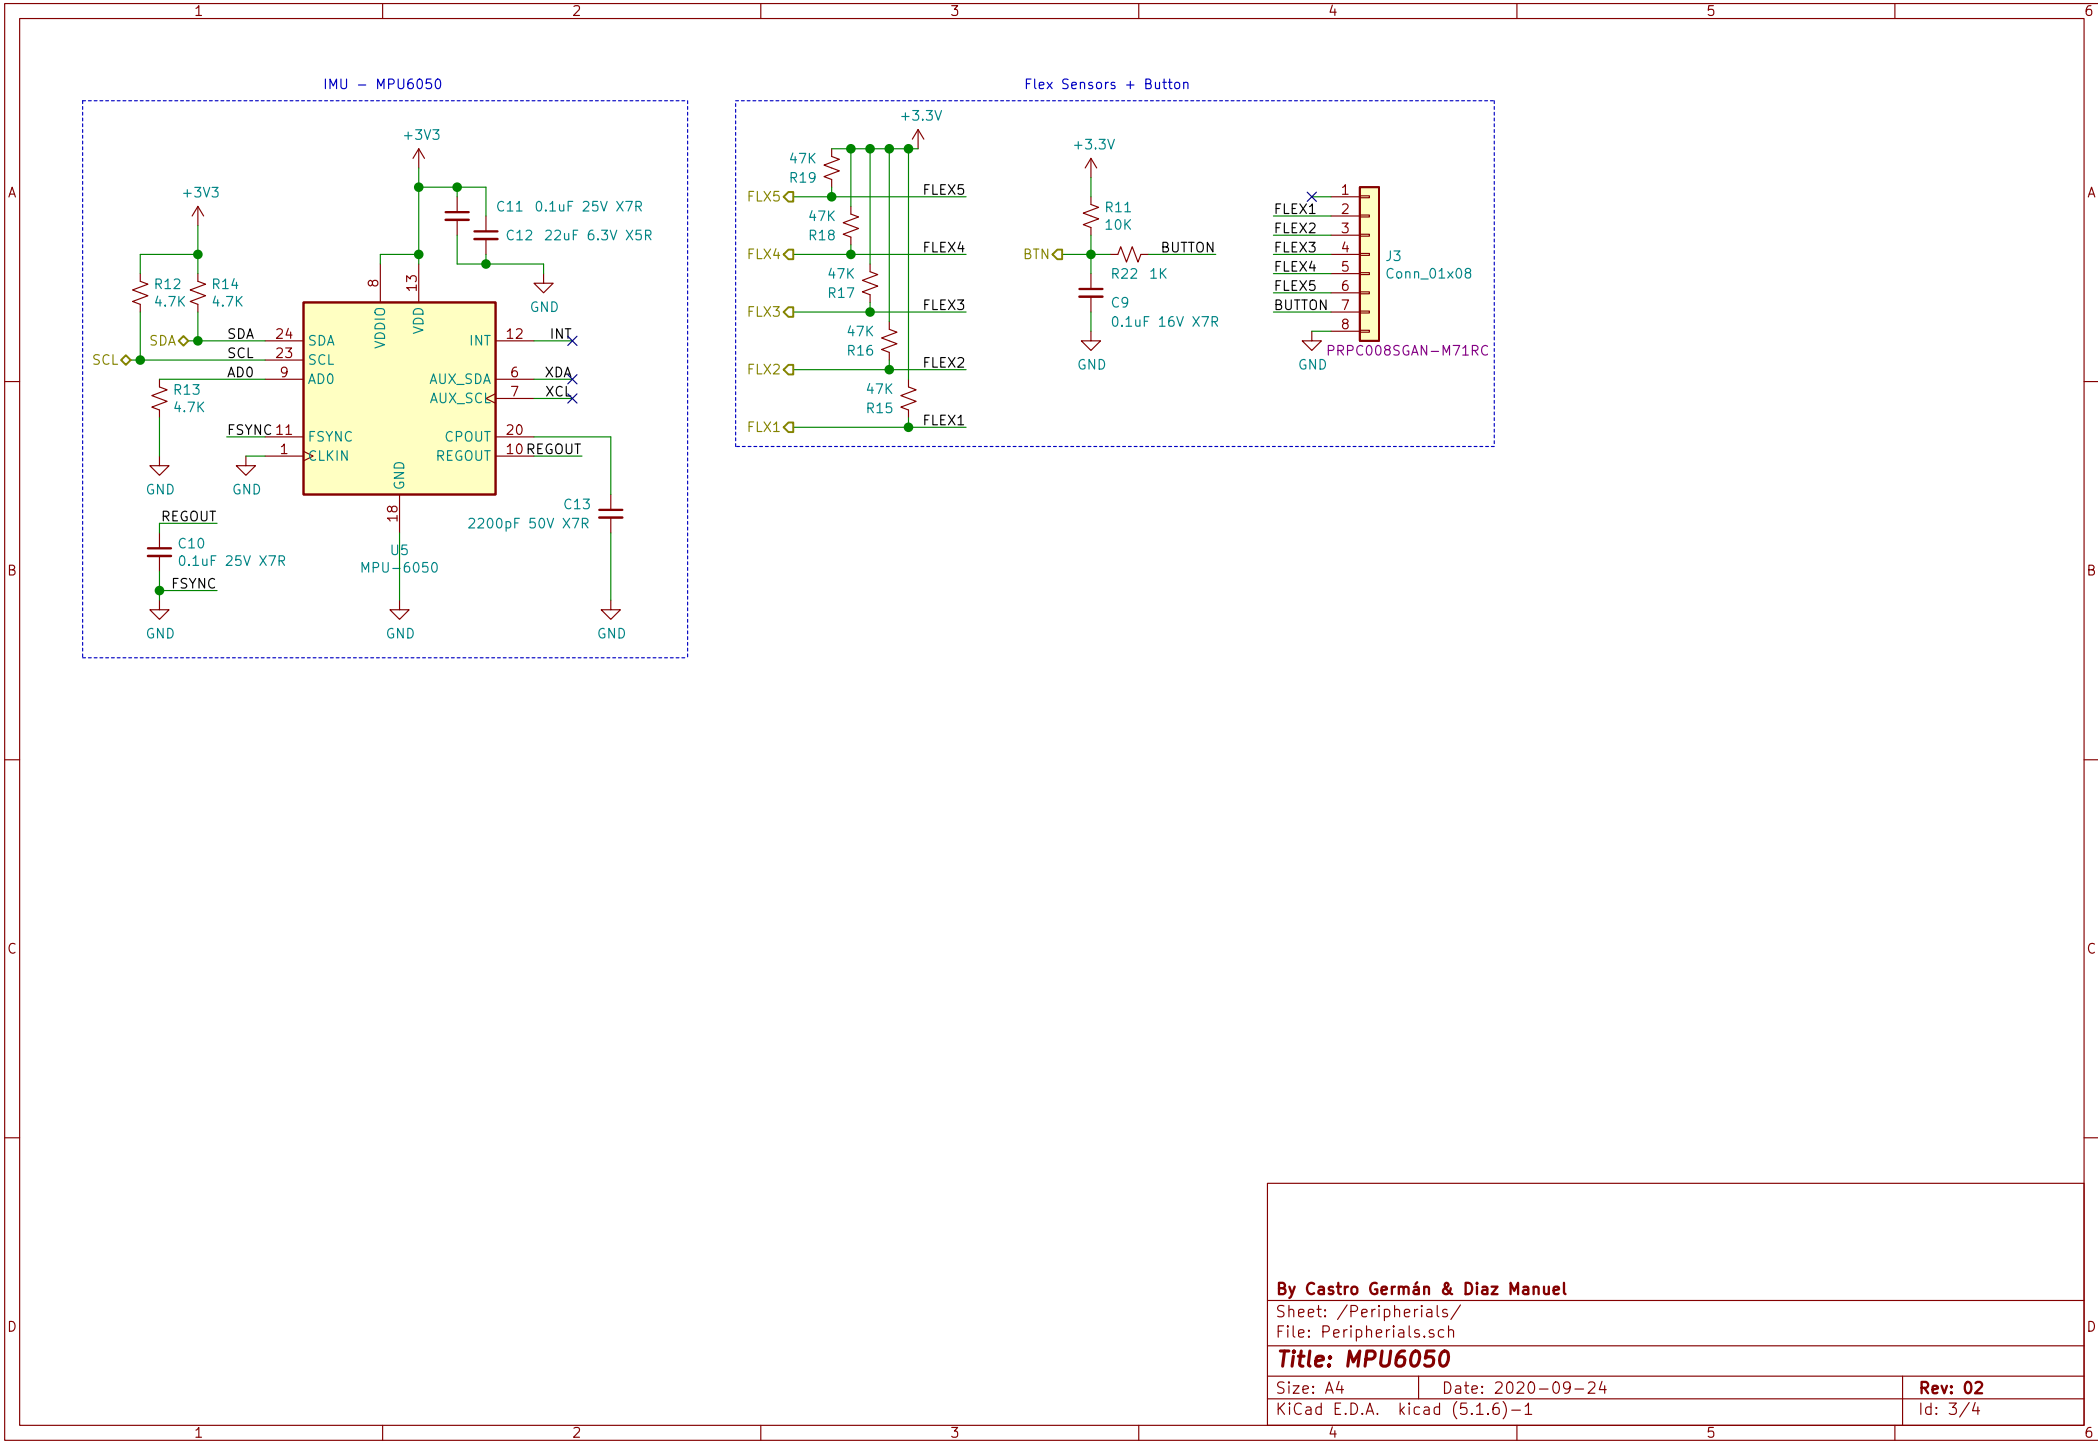 1 2 3 4 5 6
A
B
C
D
IMU - MPU6050
+3V3
+3V3
C11 0.1uF 25V X7R
C12 22uF 6.3V X5R
GND
R12
4.7K
R14
4.7K
8
13
VDDIO
VDD
SDA
SCL
SDA 24 SDA
SCL 23 SCL
AD0 9 AD0
R13
4.7K
FSYNC 11 FSYNC
1 CLKIN
GND
GND
INT 12 INT
AUX_SDA 6 XDA
AUX_SCL 7 XCL
CPOUT 20
REGOUT 10 REGOUT
GND
18
U5
MPU-6050
GND
C13
2200pF 50V X7R
GND
REGOUT
C10
0.1uF 25V X7R
FSYNC
GND
Flex Sensors + Button
+3.3V
47K
R19
FLX5 FLEX5
47K
R18
FLX4 FLEX4
47K
R17
FLX3 FLEX3
47K
R16
FLX2 FLEX2
47K
R15
FLX1 FLEX1
+3.3V
R11
10K
BTN
BUTTON
R22 1K
C9
0.1uF 16V X7R
GND
1
FLEX1 2
FLEX2 3
FLEX3 4
FLEX4 5
FLEX5 6
BUTTON 7
8
J3
Conn_01x08
PRPC008SGAN-M71RC
GND
A
B
C
D
By Castro Germán & Diaz Manuel
Sheet: /Peripherials/
File: Peripherials.sch
Title: MPU6050
Size: A4 Date: 2020-09-24 Rev: 02
KiCad E.D.A. kicad (5.1.6)-1 Id: 3/4
1 2 3 4 5 6